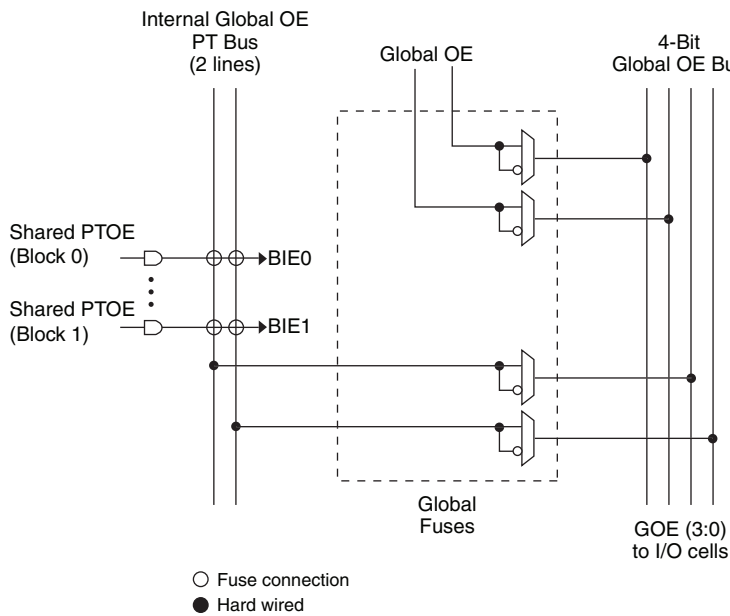 Internal Global OE
PT Bus
(2 lines)
Global OE
4-Bit
Global OE Bu
Shared PTOE
(Block 0)
BIE0
Shared PTOE
(Block 1)
BIE1
Global
Fuses
GOE (3:0)
to I/O cells
Fuse connection
Hard wired